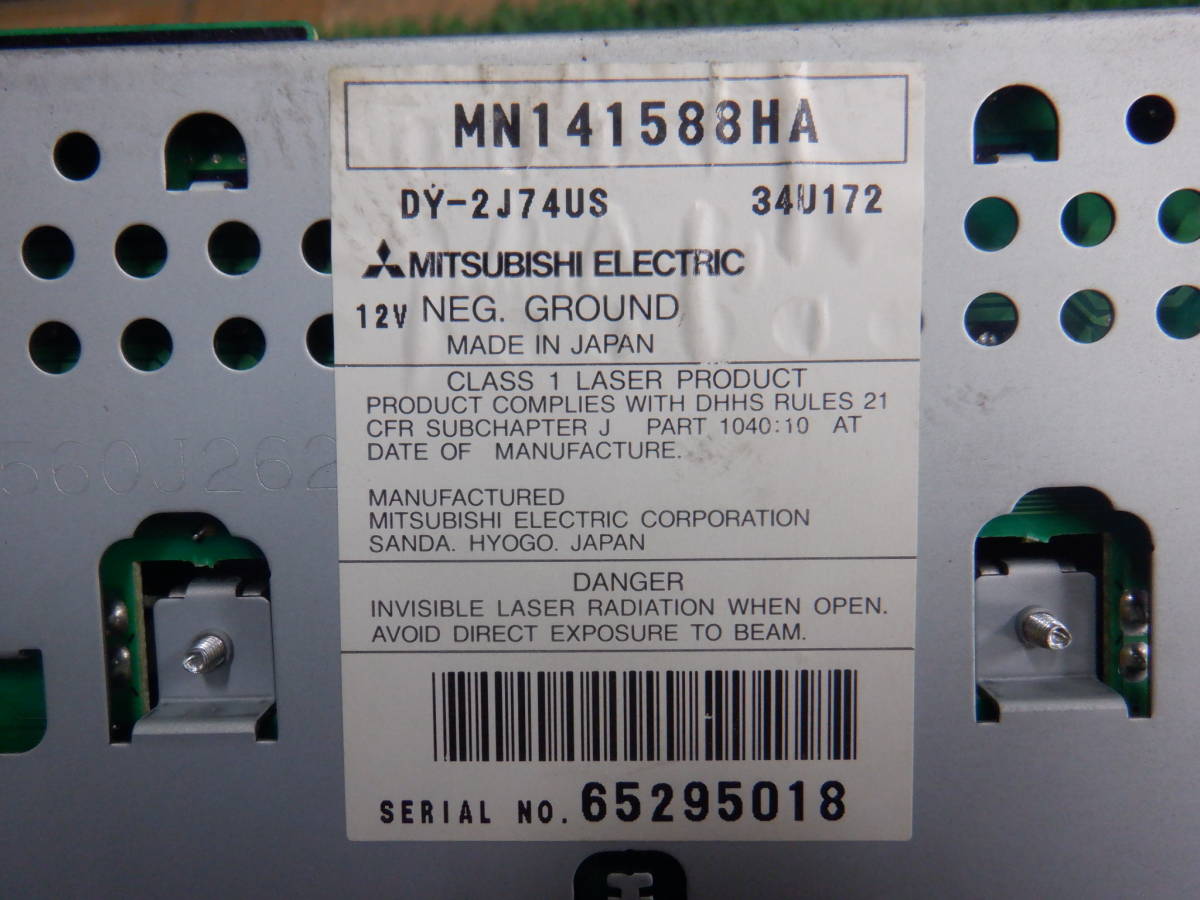 MN141588HA
DY-2J74US 34U172
MITSUBISHI ELECTRIC
12V NEG. GROUND
MADE IN JAPAN
CLASS 1 LASER PRODUCT
PRODUCT COMPLIES WITH DHHS RULES 21
CFR SUBCHAPTER J PART 1040:10 AT
DATE OF MANUFACTURE.
560J262
MANUFACTURED
MITSUBISHI ELECTRIC CORPORATION
SANDA. HYOGO. JAPAN
DANGER
INVISIBLE LASER RADIATION WHEN OPEN.
AVOID DIRECT EXPOSURE TO BEAM.
SERIAL NO. 65295018